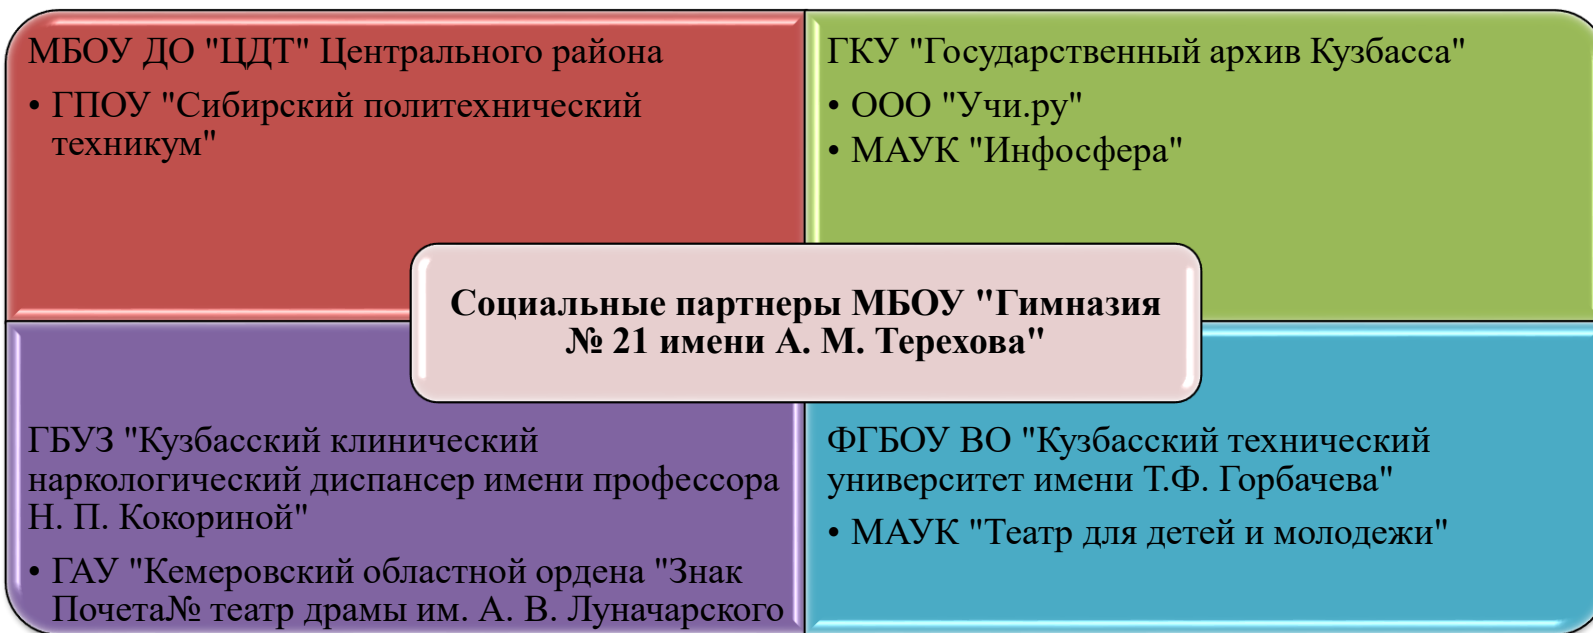 МБОУ ДО "ЦДТ" Центрального района
• ГПОУ "Сибирский политехнический
техникум"
ГКУ "Государственный архив Кузбасса"
• ООО "Учи.ру"
• МАУК "Инфосфера"
Социальные партнеры МБОУ "Гимназия
№ 21 имени А. М. Терехова"
ГБУЗ "Кузбасский клинический
наркологический диспансер имени профессора
Н. П. Кокориной"
• ГАУ "Кемеровский областной ордена "Знак
Почета№ театр драмы им. А. В. Луначарского
ФГБОУ ВО "Кузбасский технический
университет имени Т.Ф. Горбачева"
• МАУК "Театр для детей и молодежи"